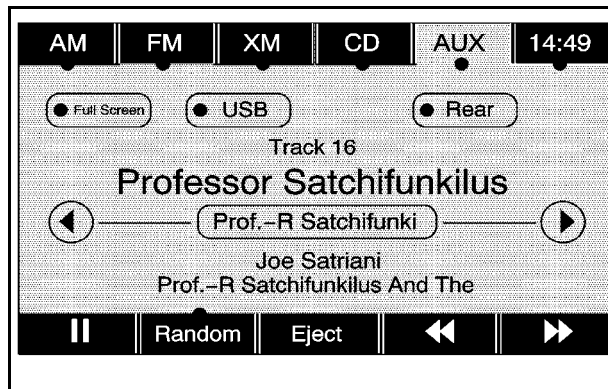 AM FM XM CD AUX 14:49
Full Screen USB Rear
Track 16
Professor Satchifunkilus
Prof.-R Satchifunki
Joe Satriani
Prof.-R Satchifunkilus And The
Random Eject